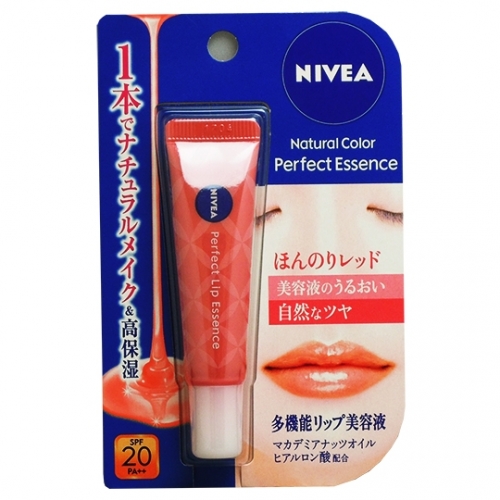 NIVEA
Natural Color
Perfect Essence
1本でナチュラルメイク&高保湿
NIVEA
Perfect Lip Essence
ほんのりレッド
美容液のうるおい
自然なツヤ
多機能リップ美容液
マカデミアナッツオイル
ヒアルロン酸配合
SPF
20
PA++